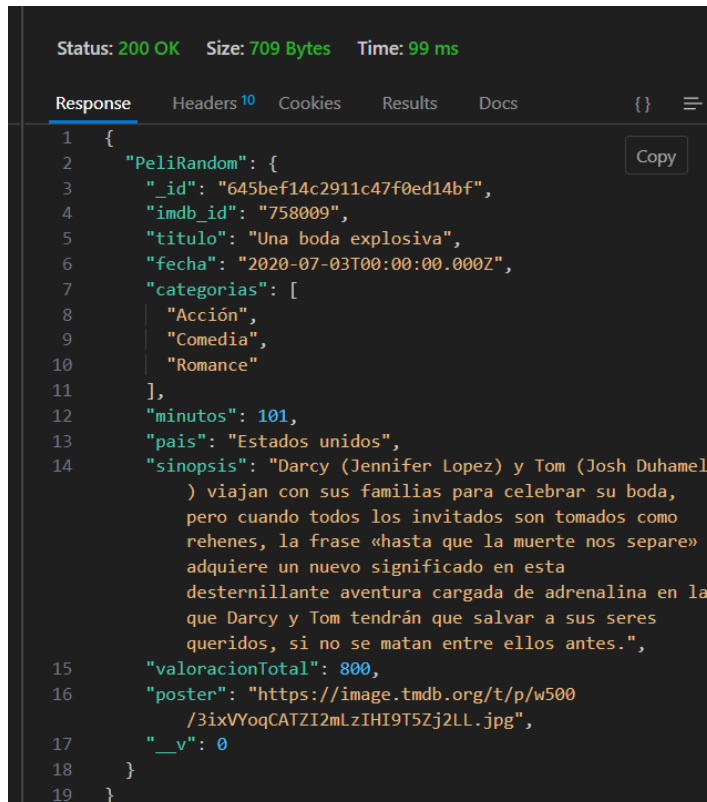 Status: 200 OK Size: 709 Bytes Time: 99 ms
Response Headers 10 Cookies Results Docs {}
Copy
1 {
2 "PeliRandom": {
3 "_id": "645bef14c2911c47f0ed14bf",
4 "imdb_id": "758009",
5 "titulo": "Una boda explosiva",
6 "fecha": "2020-07-03T00:00:00.000Z",
7 "categorias": [
8 "Acción",
9 "Comedia",
10 "Romance"
11 ],
12 "minutos": 101,
13 "pais": "Estados unidos",
14 "sinopsis": "Darcy (Jennifer Lopez) y Tom (Josh Duhamel
) viajan con sus familias para celebrar su boda,
pero cuando todos los invitados son tomados como
rehenes, la frase «hasta que la muerte nos separe»
adquiere un nuevo significado en esta
desternillante aventura cargada de adrenalina en la
que Darcy y Tom tendrán que salvar a sus seres
queridos, si no se matan entre ellos antes.",
15 "valoracionTotal": 800,
16 "poster": "https://image.tmdb.org/t/p/w500
/3ixVYoqCATZI2mLzIHI9T5Zj2LL.jpg",
17 "__v": 0
18 }
19 }